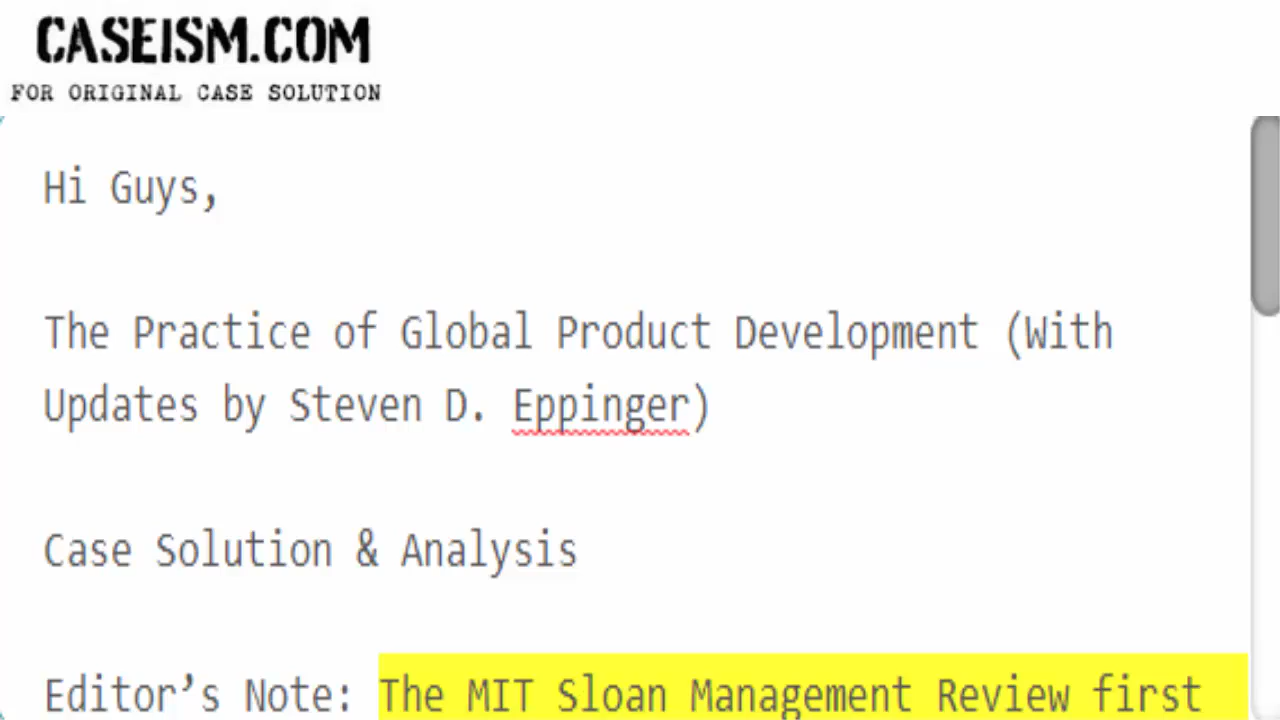 CASEISM.COM
FOR ORIGINAL CASE SOLUTION
Hi Guys,
The Practice of Global Product Development (With
Updates by Steven D. Eppinger)
Case Solution & Analysis
Editor’s Note: The MIT Sloan Management Review first